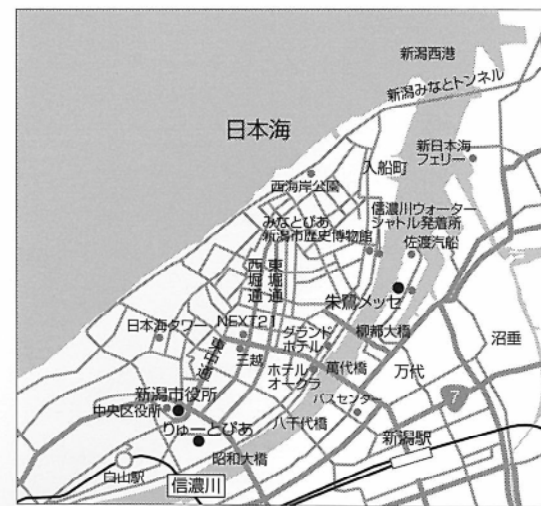 新潟西港
新潟みなとトンネル
日本海
新日本海
フェリー
入船町
西海岸公園
信濃川ウォーター
シャトル発着所
みなとぴあ
新潟市歴史博物館
佐渡汽船
東堀通
西堀通
朱鷺メッセ
NEXT21
日本海タワー
グランド
ホテル
柳都大橋
沼垂
東中通
三越
萬代橋
万代
ホテル
オークラ
新潟市役所
バスセンター
7
中央区役所
りゅーとぴあ
八千代橋
新潟駅
昭和大橋
白山駅
信濃川